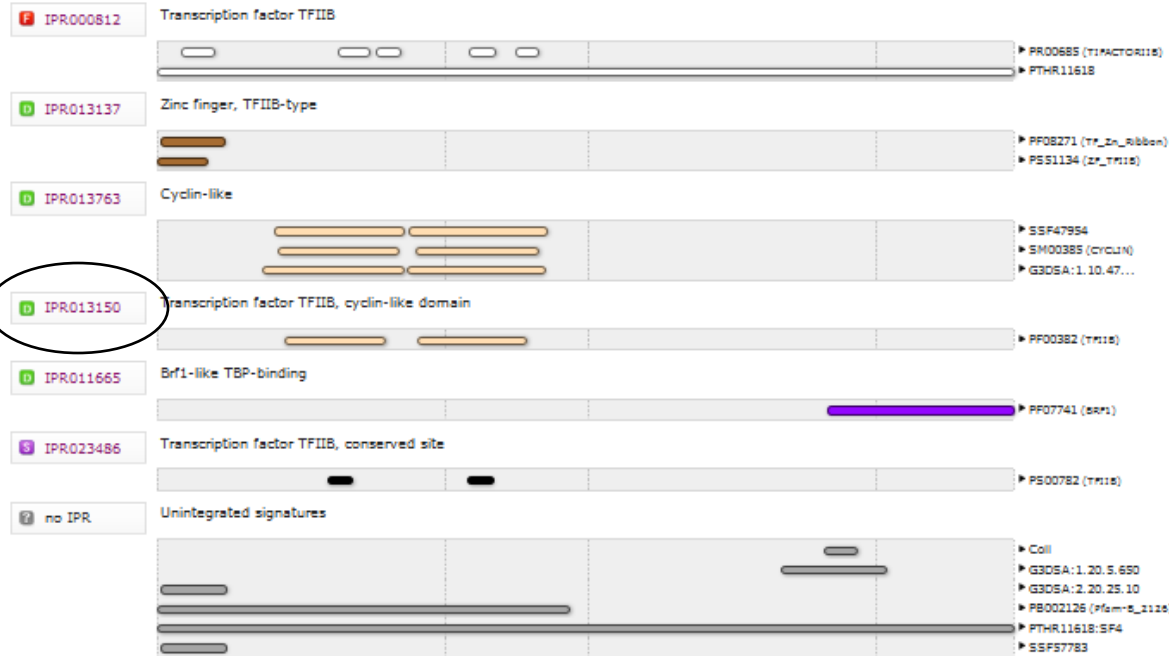 F IPR000812 Transcription factor TFIIB
PR00685 (TIFACTORIIB)
PTHR11618
D IPR013137 Zinc finger, TFIIB-type
PF08271 (TF_Zn_Ribbon)
PS51134 (ZF_TFIIB)
D IPR013763 Cyclin-like
SSF47954
SM00385 (CYCLIN)
G3DSA:1.10.47...
D IPR013150 Transcription factor TFIIB, cyclin-like domain
PF00382 (TFIIB)
D IPR011665 Brf1-like TBP-binding
PF07741 (BRF1)
S IPR023486 Transcription factor TFIIB, conserved site
PS00782 (TFIIB)
? no IPR Unintegrated signatures
Coil
G3DSA:1.20.5.650
G3DSA:2.20.25.10
PB002126 (Pfam-B_2126
PTHR11618:SF4
SSF57783